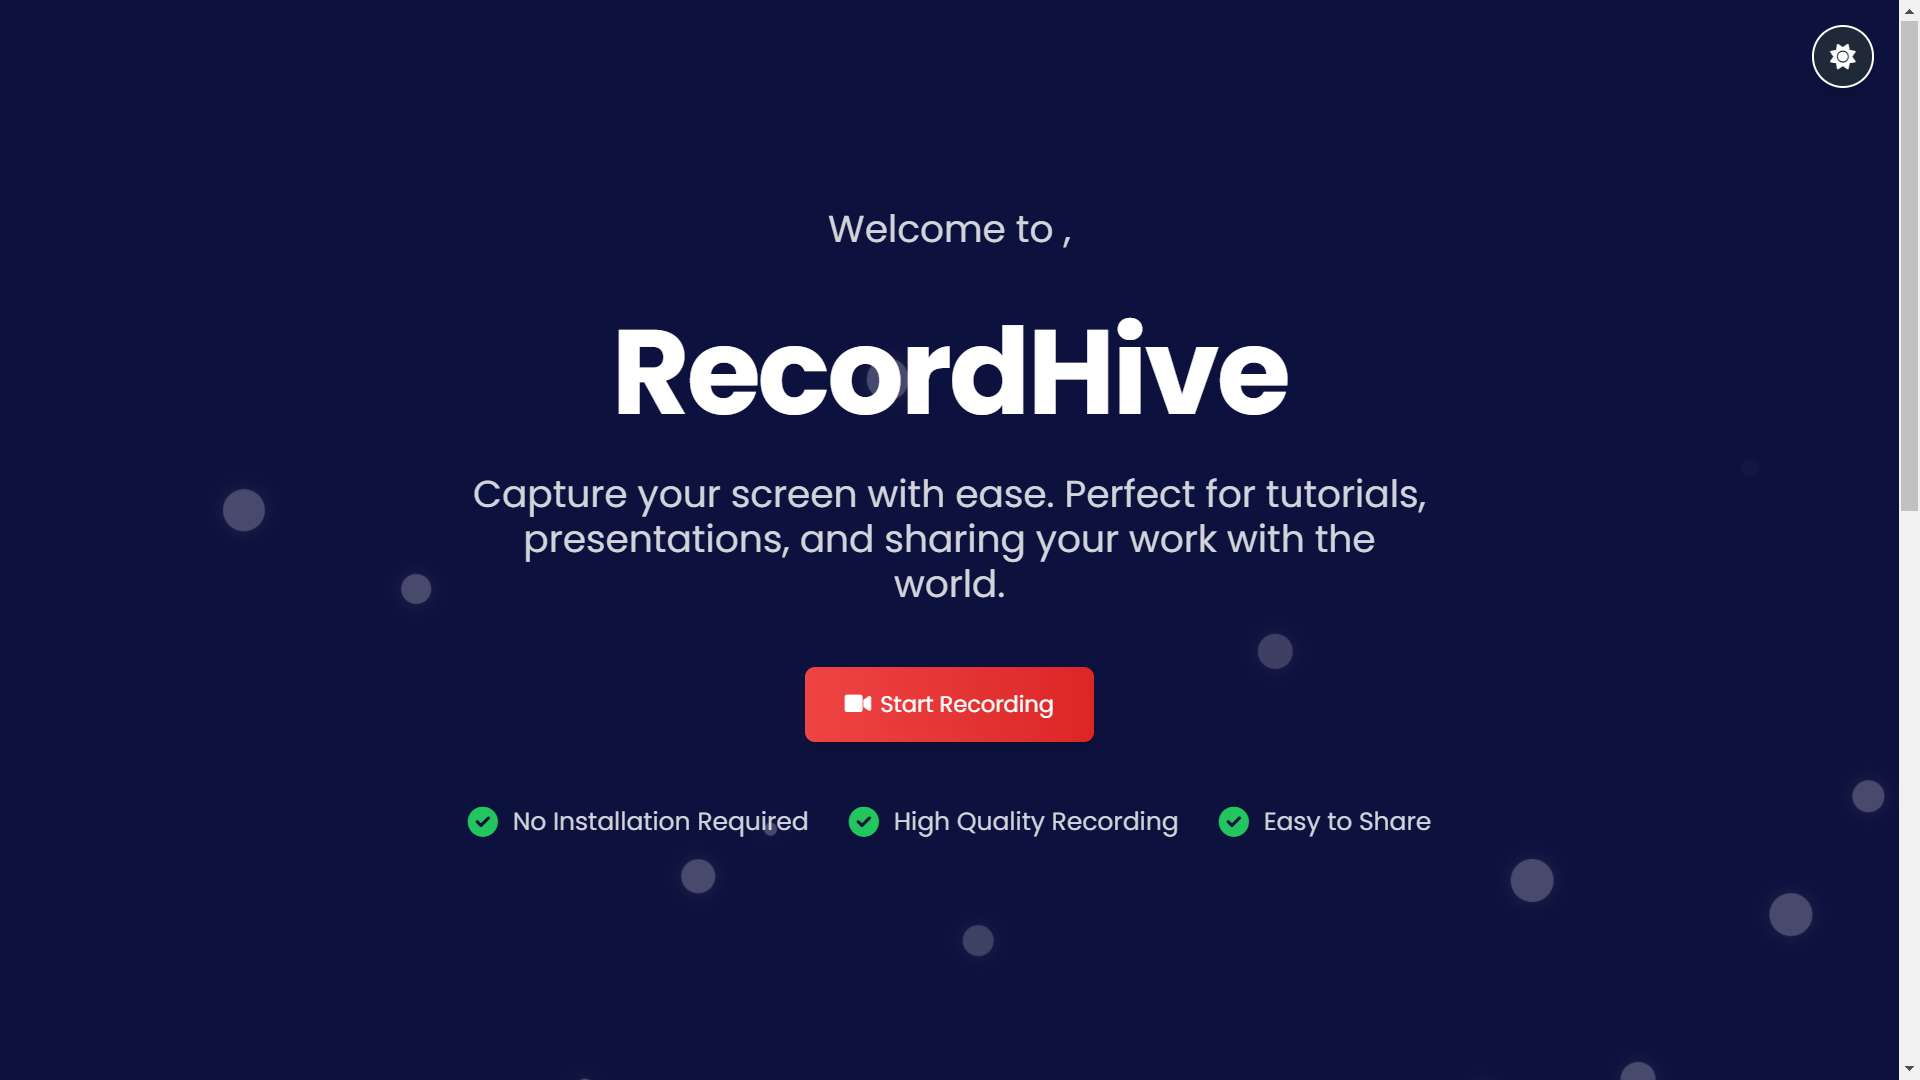 Welcome to ,
RecordHive
Capture your screen with ease. Perfect for tutorials,
presentations, and sharing your work with the
world.
Start Recording
No Installation Required
High Quality Recording
Easy to Share